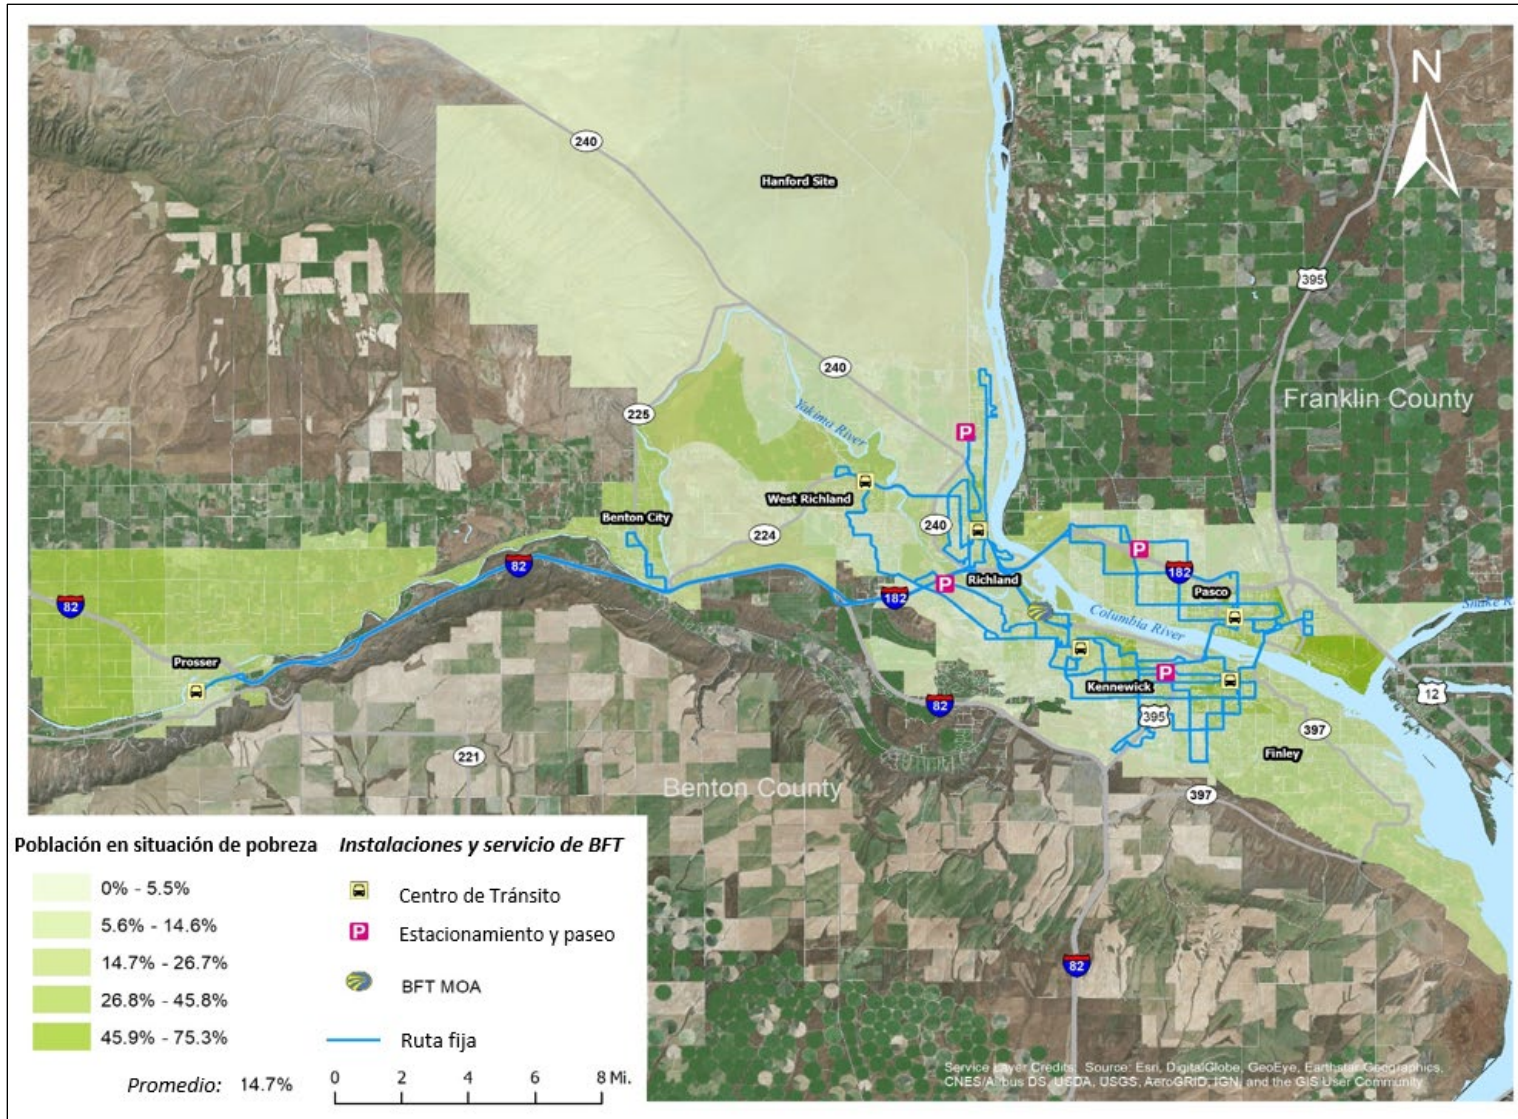 N
240
Hanford Site
395
Franklin County
240
225
Yakima River
West Richland
Benton City
240
224
82
182
Richland
182
Pasco
82
Columbia River
Snake
Prosser
Kennewick
12
82
395
397
Finley
221
Benton County
397
82
Población en situación de pobreza
0% - 5.5%
5.6% - 14.6%
14.7% - 26.7%
26.8% - 45.8%
45.9% - 75.3%
Promedio: 14.7%
Instalaciones y servicio de BFT
Centro de Tránsito
P Estacionamiento y paseo
BFT MOA
Ruta fija
0 2 4 6 8 Mi.
Service Layer Credits: Source: Esri, DigitalGlobe, GeoEye, Earthstar Geographics,
CNES/Airbus DS, USDA, USGS, AeroGRID, IGN, and the GIS User Community
P
P
P
P